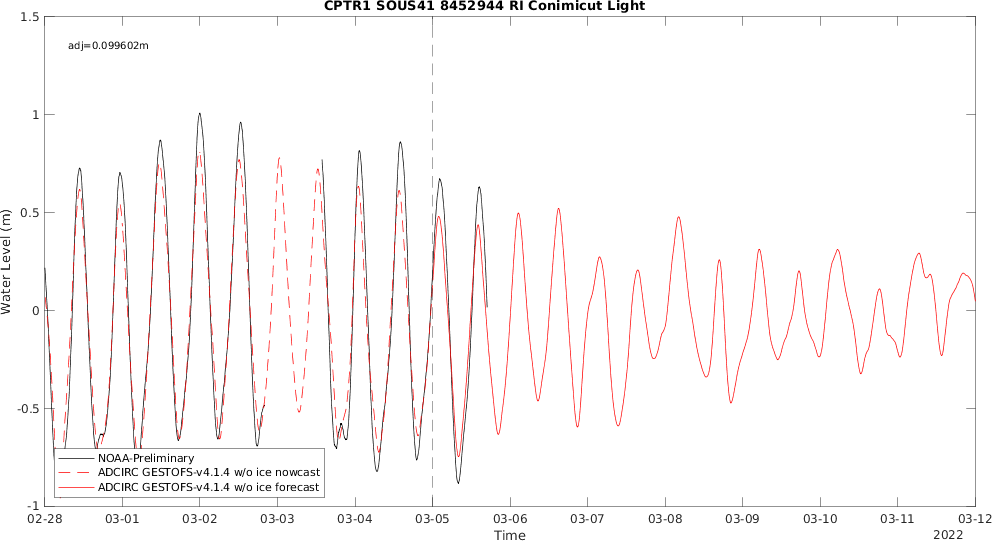 CPTR1 SOUS41 8452944 RI Conimicut Light
adj=0.099602m
Water Level (m)
1.5
1
0.5
0
-0.5
-1
NOAA-Preliminary
ADCIRC GESTOFS-v4.1.4 w/o ice nowcast
ADCIRC GESTOFS-v4.1.4 w/o ice forecast
02-28 03-01 03-02 03-03 03-04 03-05 03-06 03-07 03-08 03-09 03-10 03-11 03-12
Time
2022